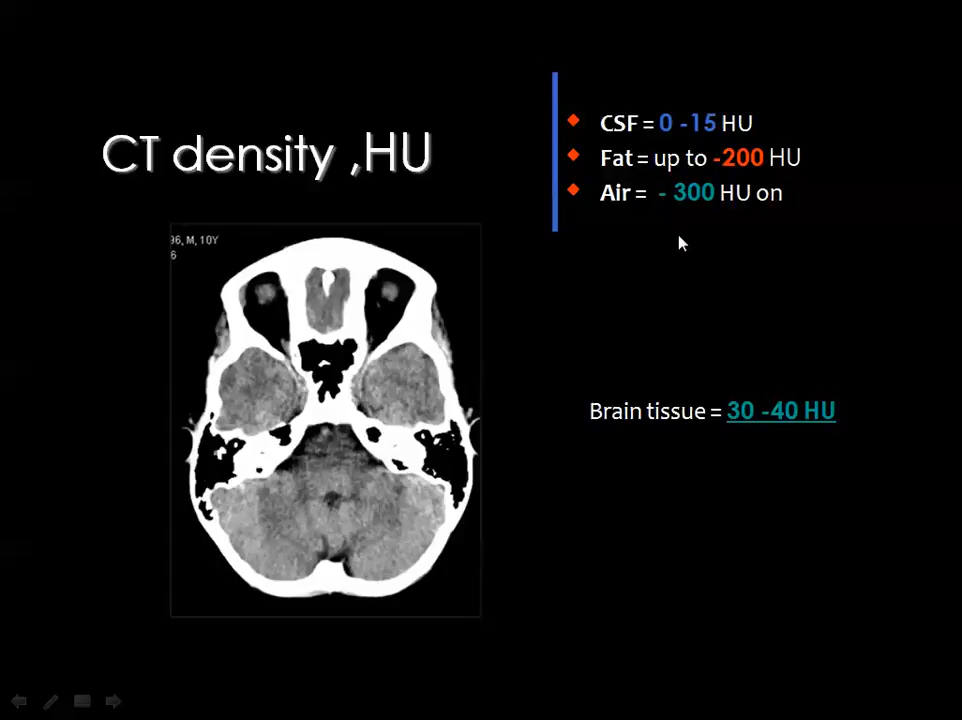 CT density ,HU
CSF = 0 -15 HU
Fat = up to -200 HU
Air = - 300 HU on
96, M, 10Y
6
Brain tissue = 30 -40 HU